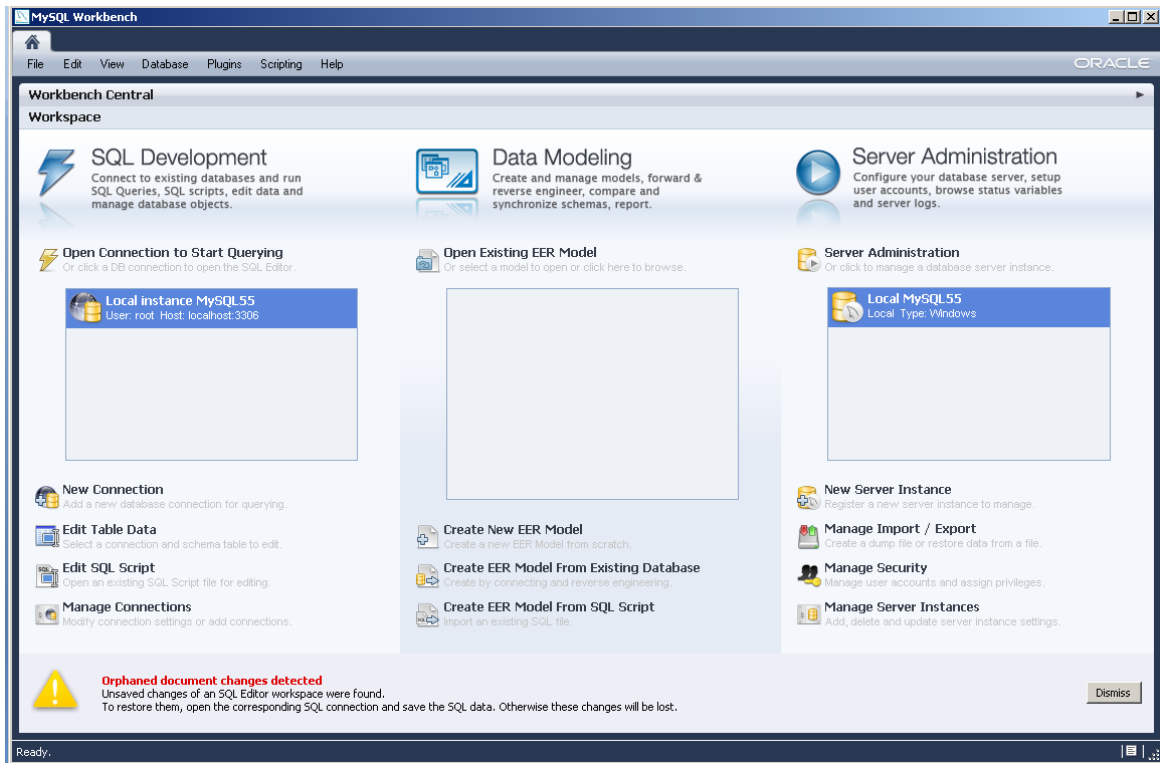 MySQL Workbench
File Edit View Database Plugins Scripting Help
ORACLE
Workbench Central
Workspace
SQL Development
Connect to existing databases and run
SQL Queries, SQL scripts, edit data and
manage database objects.
Open Connection to Start Querying
Or click a DB connection to open the SQL Editor.
Local instance MySQL55
User: root Host: localhost:3306
New Connection
Add a new database connection for querying.
Edit Table Data
Select a connection and schema table to edit.
Edit SQL Script
Open an existing SQL Script file for editing.
Manage Connections
Modify connection settings or add connections.
Data Modeling
Create and manage models, forward &
reverse engineer, compare and
synchronize schemas, report.
Open Existing EER Model
Or select a model to open or click here to browse.
Create New EER Model
Create a new EER Model from scratch.
Create EER Model From Existing Database
Create by connecting and reverse engineering.
Create EER Model From SQL Script
Import an existing SQL file.
Server Administration
Configure your database server, setup
user accounts, browse status variables
and server logs.
Server Administration
Or click to manage a database server instance.
Local MySQL55
Local Type: Windows
New Server Instance
Register a new server instance to manage.
Manage Import / Export
Create a dump file or restore data from a file.
Manage Security
Manage user accounts and assign privileges.
Manage Server Instances
Add, delete and update server instance settings.
Orphaned document changes detected
Unsaved changes of an SQL Editor workspace were found.
To restore them, open the corresponding SQL connection and save the SQL data. Otherwise these changes will be lost.
Dismiss
Ready.